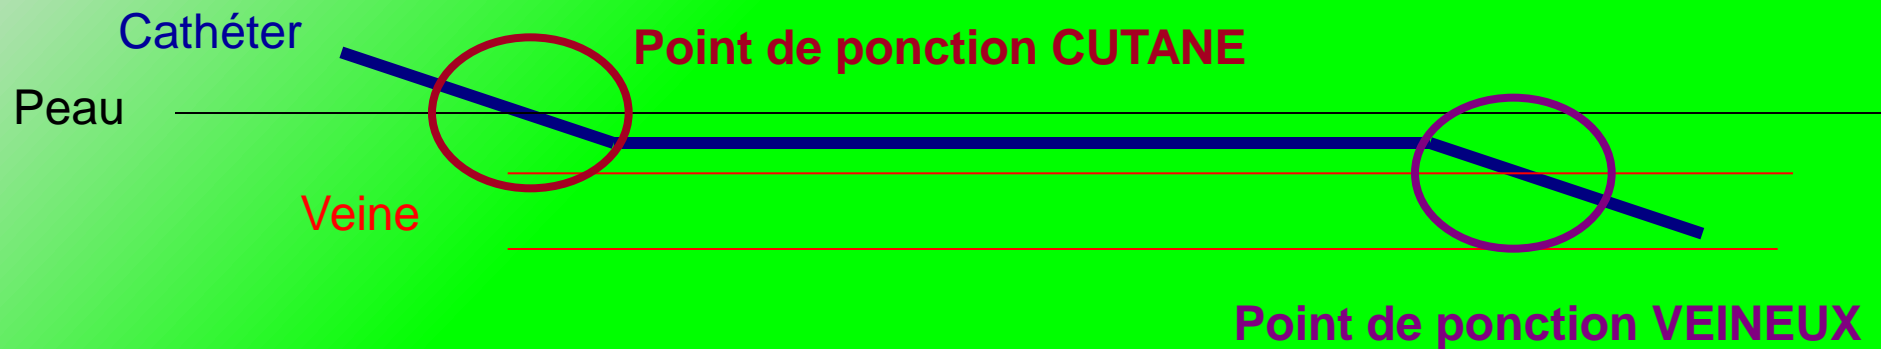 Cathéter
Point de ponction CUTANE
Peau
Veine
Point de ponction VEINEUX